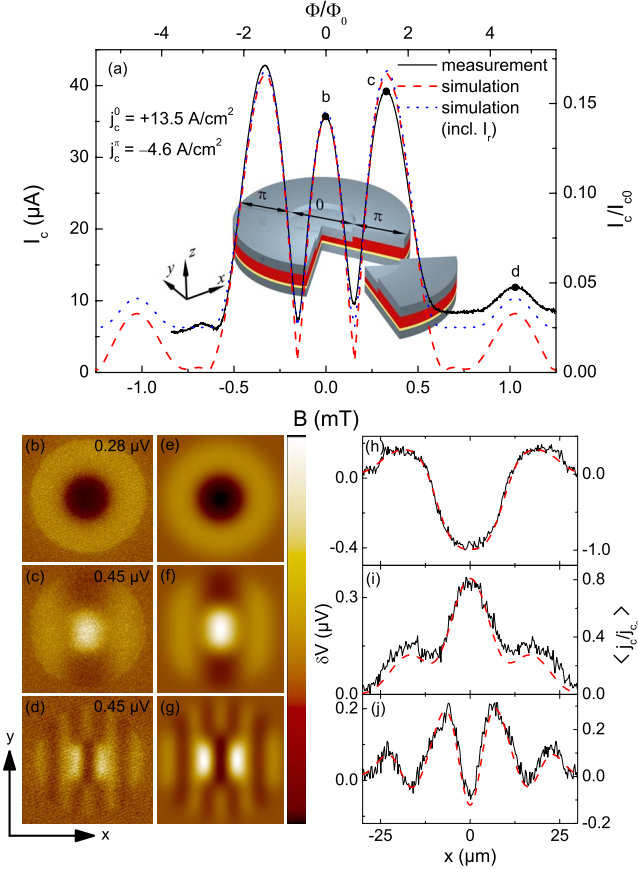 Φ/Φ0
-4 -2 0 2 4
(a)
measurement
simulation
simulation
(incl. Ir)
jc0 = +13.5 A/cm2
jcπ = −4.6 A/cm2
b
c
d
π 0 π
x
y
z
Ic (μA)
40
30
20
10
0
Ic/Ic0
0.15
0.10
0.05
0.00
-1.0 -0.5 0.0 0.5 1.0
B (mT)
(b) 0.28 μV
(e)
(c) 0.45 μV
(f)
(d) 0.45 μV
(g)
y
x
(h)
0.0
-0.4
0.0
-1.0
(i)
0.3
0.0
0.8
0.4
0.0
δV (μV)
(j)
0.2
0.0
0.2
0.0
-0.2
-25 0 25
x (μm)